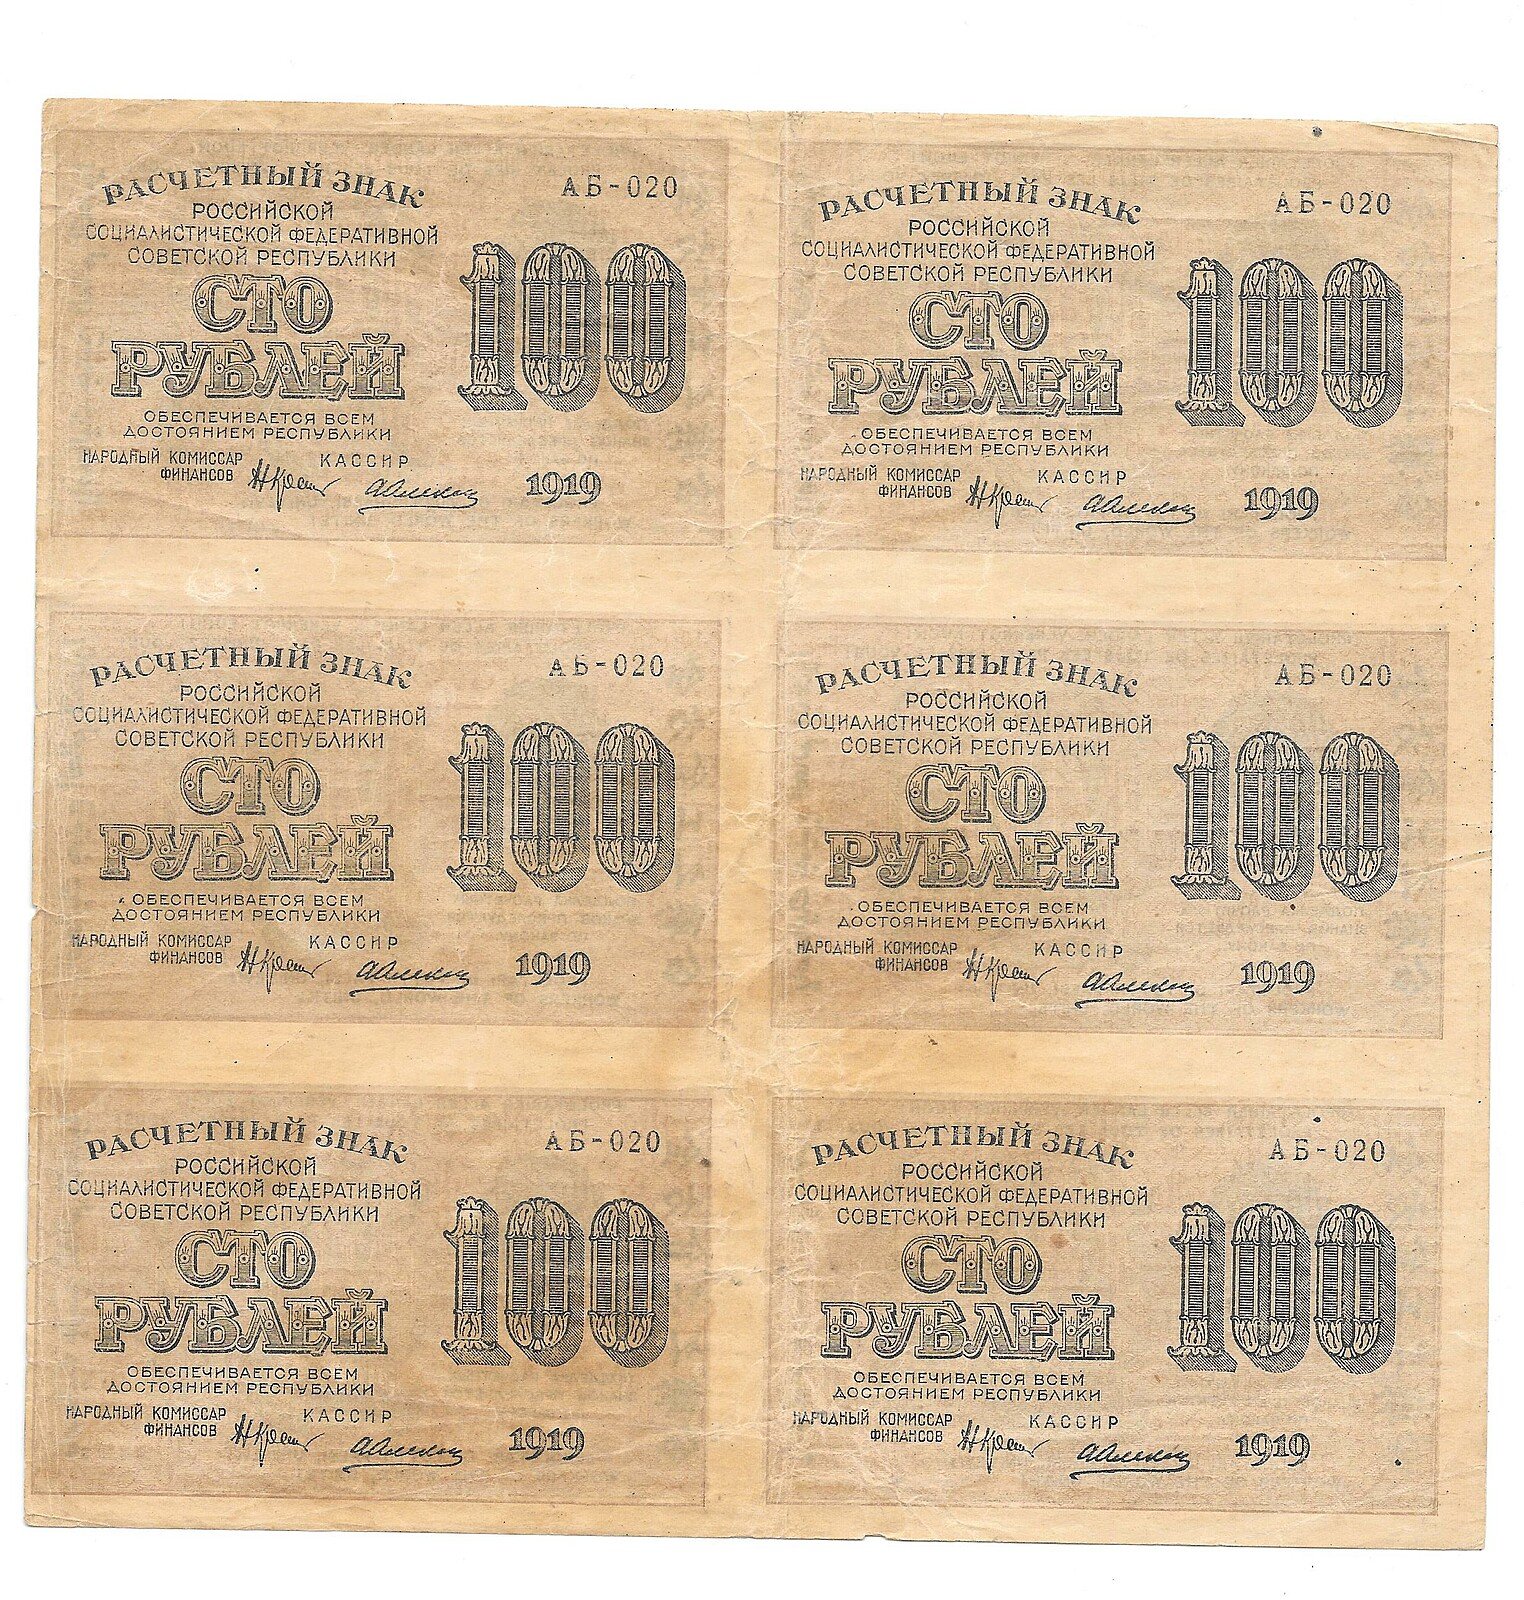 РАСЧЕТНЫЙ ЗНАК
АБ-020
РОССИЙСКОЙ
СОЦИАЛИСТИЧЕСКОЙ ФЕДЕРАТИВНОЙ
СОВЕТСКОЙ РЕСПУБЛИКИ
СТО
РУБЛЕЙ
100
ОБЕСПЕЧИВАЕТСЯ ВСЕМ
ДОСТОЯНИЕМ РЕСПУБЛИКИ
НАРОДНЫЙ КОМИССАР
ФИНАНСОВ
КАССИР
1919
РАСЧЕТНЫЙ ЗНАК
АБ-020
РОССИЙСКОЙ
СОЦИАЛИСТИЧЕСКОЙ ФЕДЕРАТИВНОЙ
СОВЕТСКОЙ РЕСПУБЛИКИ
СТО
РУБЛЕЙ
100
ОБЕСПЕЧИВАЕТСЯ ВСЕМ
ДОСТОЯНИЕМ РЕСПУБЛИКИ
НАРОДНЫЙ КОМИССАР
ФИНАНСОВ
КАССИР
1919
РАСЧЕТНЫЙ ЗНАК
АБ-020
РОССИЙСКОЙ
СОЦИАЛИСТИЧЕСКОЙ ФЕДЕРАТИВНОЙ
СОВЕТСКОЙ РЕСПУБЛИКИ
СТО
РУБЛЕЙ
100
ОБЕСПЕЧИВАЕТСЯ ВСЕМ
ДОСТОЯНИЕМ РЕСПУБЛИКИ
НАРОДНЫЙ КОМИССАР
ФИНАНСОВ
КАССИР
1919
РАСЧЕТНЫЙ ЗНАК
АБ-020
РОССИЙСКОЙ
СОЦИАЛИСТИЧЕСКОЙ ФЕДЕРАТИВНОЙ
СОВЕТСКОЙ РЕСПУБЛИКИ
СТО
РУБЛЕЙ
100
ОБЕСПЕЧИВАЕТСЯ ВСЕМ
ДОСТОЯНИЕМ РЕСПУБЛИКИ
НАРОДНЫЙ КОМИССАР
ФИНАНСОВ
КАССИР
1919
РАСЧЕТНЫЙ ЗНАК
АБ-020
РОССИЙСКОЙ
СОЦИАЛИСТИЧЕСКОЙ ФЕДЕРАТИВНОЙ
СОВЕТСКОЙ РЕСПУБЛИКИ
СТО
РУБЛЕЙ
100
ОБЕСПЕЧИВАЕТСЯ ВСЕМ
ДОСТОЯНИЕМ РЕСПУБЛИКИ
НАРОДНЫЙ КОМИССАР
ФИНАНСОВ
КАССИР
1919
РАСЧЕТНЫЙ ЗНАК
АБ-020
РОССИЙСКОЙ
СОЦИАЛИСТИЧЕСКОЙ ФЕДЕРАТИВНОЙ
СОВЕТСКОЙ РЕСПУБЛИКИ
СТО
РУБЛЕЙ
100
ОБЕСПЕЧИВАЕТСЯ ВСЕМ
ДОСТОЯНИЕМ РЕСПУБЛИКИ
НАРОДНЫЙ КОМИССАР
ФИНАНСОВ
КАССИР
1919